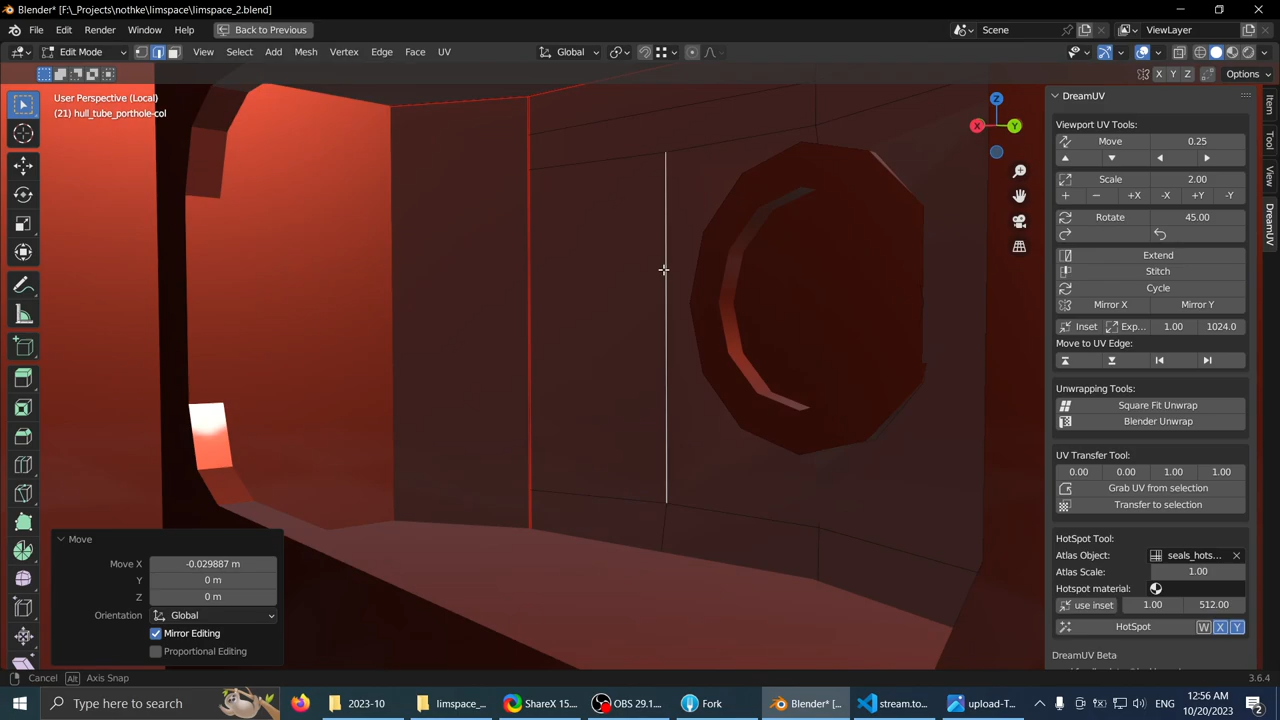 Blender* [F:\_Projects\nothke\limspace\limspace_2.blend]
File Edit Render Window Help Back to Previous Scene ViewLayer
Edit Mode View Select Add Mesh Vertex Edge Face UV Global
X Y Z Options
User Perspective (Local)
(21) hull_tube_porthole-col
Z
X Y
DreamUV
Viewport UV Tools:
Move 0.25
Scale 2.00
+ − +X -X +Y -Y
Rotate 45.00
Extend
Stitch
Cycle
Mirror X Mirror Y
Inset Exp... 1.00 1024.0
Move to UV Edge:
Unwrapping Tools:
Square Fit Unwrap
Blender Unwrap
UV Transfer Tool:
0.00 0.00 1.00 1.00
Grab UV from selection
Transfer to selection
HotSpot Tool:
Atlas Object: seals_hots...
Atlas Scale: 1.00
Hotspot material:
use inset 1.00 512.00
HotSpot W X Y
DreamUV Beta
Item
Tool
View
DreamUV
Move
Move X -0.029887 m
Y 0 m
Z 0 m
Orientation Global
Mirror Editing
Proportional Editing
Cancel Alt Axis Snap 3.6.4
Type here to search 2023-10 limspace_... ShareX 15.... OBS 29.1.... Fork Blender* [... stream.to... upload-T... ENG 12:56 AM
10/20/2023 2